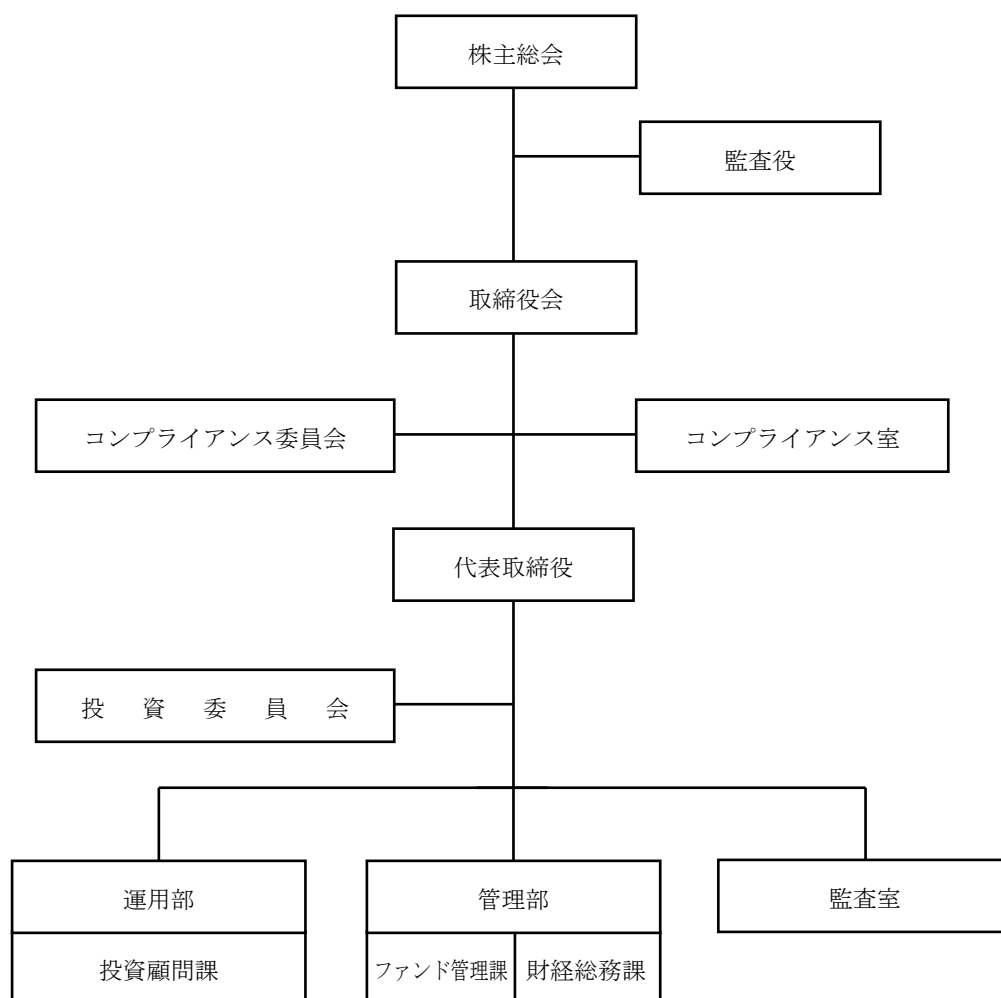 株主総会
監査役
取締役会
コンプライアンス委員会
コンプライアンス室
代表取締役
投資委員会
運用部
管理部
監査室
投資顧問課
ファンド管理課
財経総務課